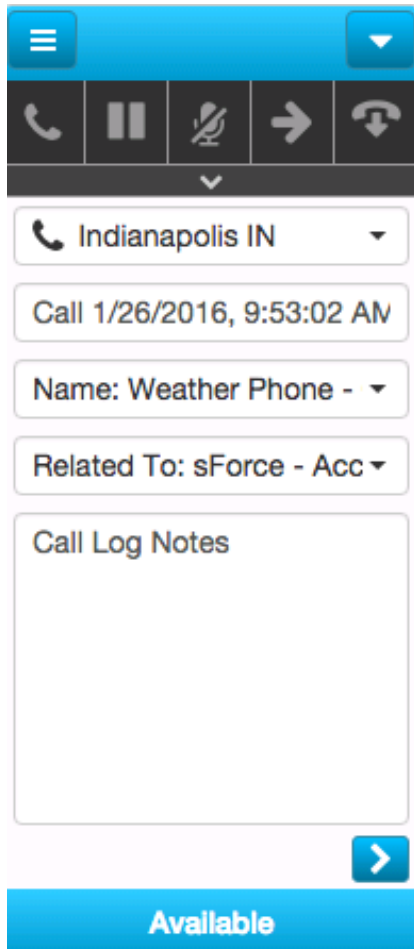 Indianapolis IN
Call 1/26/2016, 9:53:02 AM
Name: Weather Phone -
Related To: sForce - Acc
Call Log Notes
Available